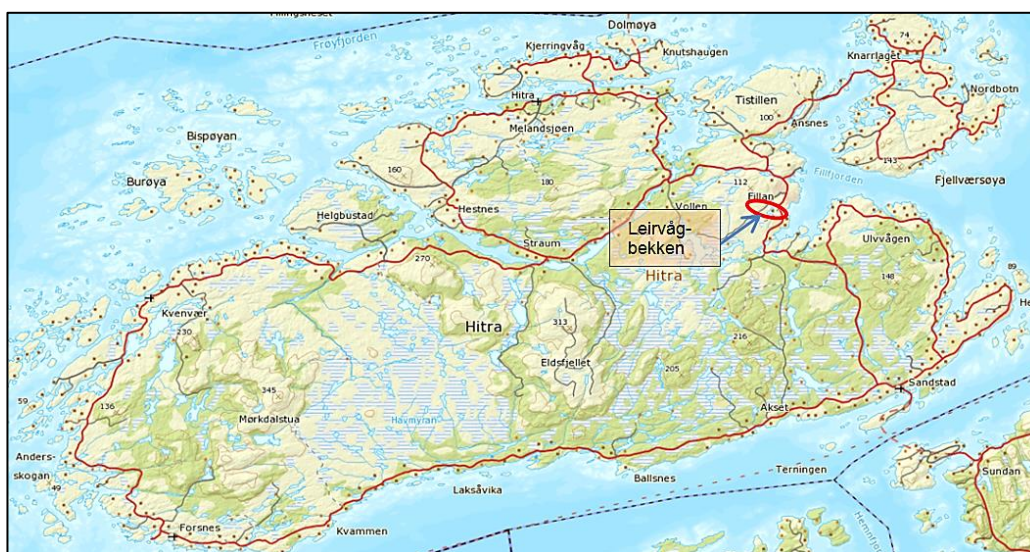 Dolmøya
Frøyfjorden
Kjerringvåg
Knutshaugen
74
Knarrlaget
Hitra
Tistillen
Nordbotn
Melandsjøen
100
Ansnes
Bispøyan
160
143
180
Fillfjorden
Burøya
112
Fjellværsøya
Hestnes
Vollen
Fillan
Helgbustad
Leirvåg-
bekken
Straum
Ulvvågen
270
Hitra
148
89
Kvenvær
Hitra
313
230
216
Eldsfjellet
345
205
Sandstad
59
136
Akset
Mørkdalstua
Havmyran
Anders-
skogan
Terningen
Sundan
49
Laksåvika
Ballsnes
Forsnes
Kvammen
Hemnfjorden